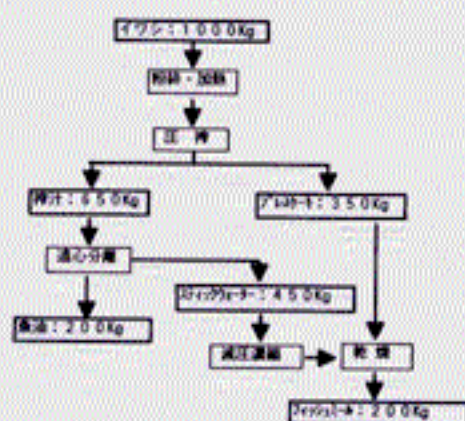 イワシ：1000Kg
粉砕・加熱
圧 搾
搾汁：650Kg
プレスケーキ：350Kg
遠心分離
スティックウォーター：450Kg
魚油：200Kg
減圧濃縮
乾 燥
フィッシュミール：200Kg